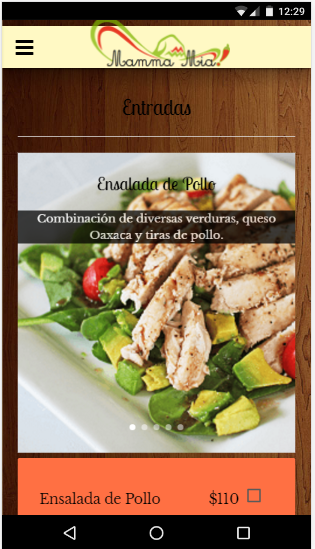 12:29
Mamma Mia!
Entradas
Ensalada de Pollo
Combinación de diversas verduras, queso
Oaxaca y tiras de pollo.
Ensalada de Pollo $110